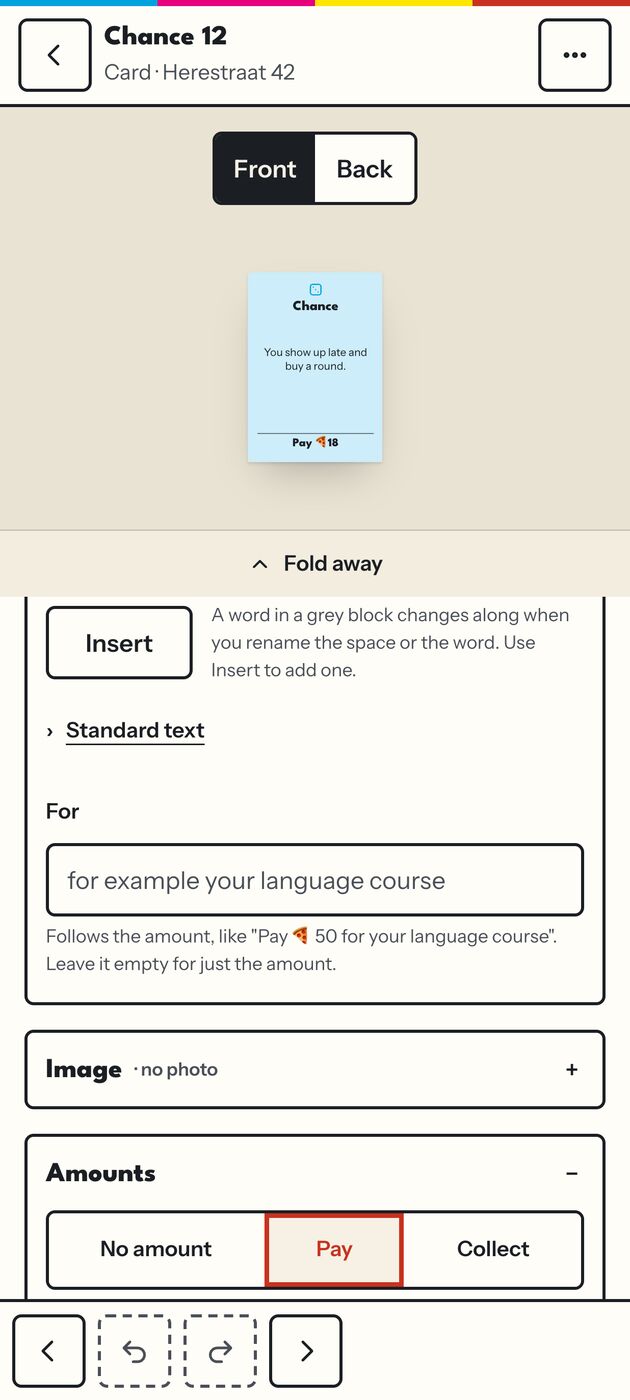 Chance 12
Card · Herestraat 42
Front
Back
Chance
You show up late and
buy a round.
Pay 🍕18
Fold away
Insert
A word in a grey block changes along when
you rename the space or the word. Use
Insert to add one.
Standard text
For
for example your language course
Follows the amount, like "Pay 🍕 50 for your language course".
Leave it empty for just the amount.
Image · no photo
Amounts
No amount
Pay
Collect